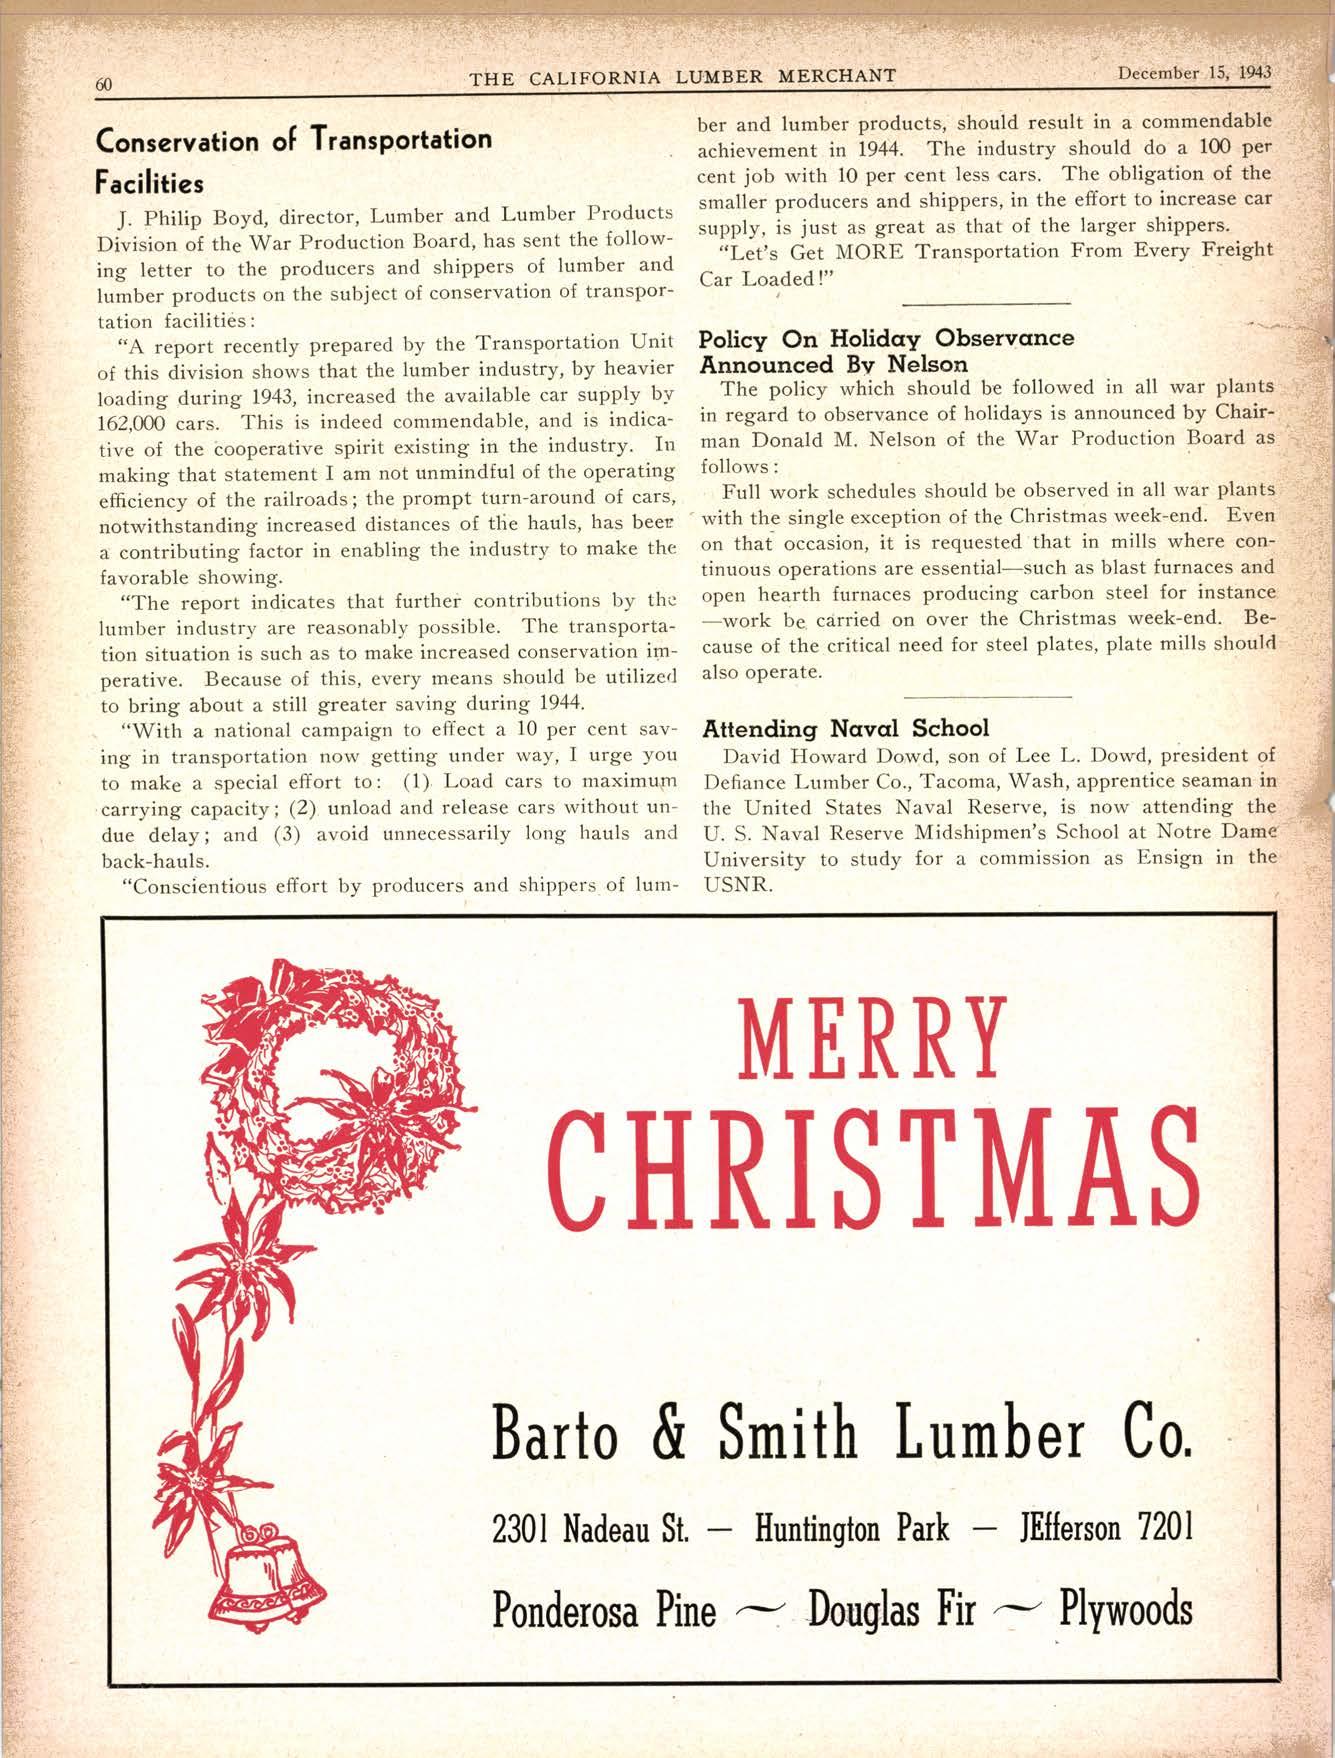 60
THE CALIFORNIA LUMBER MERCHANT
December 15, 1943
Conservation of Transportation
Facilities
J. Philip Boyd, director, Lumber and Lumber Products
Division of the War Production Board, has sent the follow-
ing letter to the producers and shippers of lumber and
lumber products on the subject of conservation of transpor-
tation facilities:
"A report recently prepared by the Transportation Unit
of this division shows that the lumber industry, by heavier
loading during 1943, increased the available car supply by
162,000 cars. This is indeed commendable, and is indica-
tive of the cooperative spirit existing in the industry. In
making that statement I am not unmindful of the operating
efficiency of the railroads; the prompt turn-around of cars,
notwithstanding increased distances of the hauls, has been
a contributing factor in enabling the industry to make the
favorable showing.
"The report indicates that further contributions by the
lumber industry are reasonably possible. The transporta-
tion situation is such as to make increased conservation im-
perative. Because of this, every means should be utilized
to bring about a still greater saving during 1944.
"With a national campaign to effect a 10 per cent sav-
ing in transportation now getting under way, I urge you
to make a special effort to: (1) Load cars to maximum
carrying capacity; (2) unload and release cars without un-
due delay; and (3) avoid unnecessarily long hauls and
back-hauls.
"Conscientious effort by producers and shippers of lum-
ber and lumber products, should result in a commendable
achievement in 1944. The industry should do a 100 per
cent job with 10 per cent less cars. The obligation of the
smaller producers and shippers, in the effort to increase car
supply, is just as great as that of the larger shippers.
"Let's Get MORE Transportation From Every Freight
Car Loaded!"
Policy On Holiday Observance
Announced By Nelson
The policy which should be followed in all war plants
in regard to observance of holidays is announced by Chair-
man Donald M. Nelson of the War Production Board as
follows:
Full work schedules should be observed in all war plants
with the single exception of the Christmas week-end. Even
on that occasion, it is requested that in mills where con-
tinuous operations are essential—such as blast furnaces and
open hearth furnaces producing carbon steel for instance
—work be carried on over the Christmas week-end. Be-
cause of the critical need for steel plates, plate mills should
also operate.
Attending Naval School
David Howard Dowd, son of Lee L. Dowd, president of
Defiance Lumber Co., Tacoma, Wash, apprentice seaman in
the United States Naval Reserve, is now attending the
U. S. Naval Reserve Midshipmen's School at Notre Dame
University to study for a commission as Ensign in the
USNR.
MERRY
CHRISTMAS
Barto & Smith Lumber Co.
2301 Nadeau St. — Huntington Park — JEfferson 7201
Ponderosa Pine ~ Douglas Fir ~ Plywoods